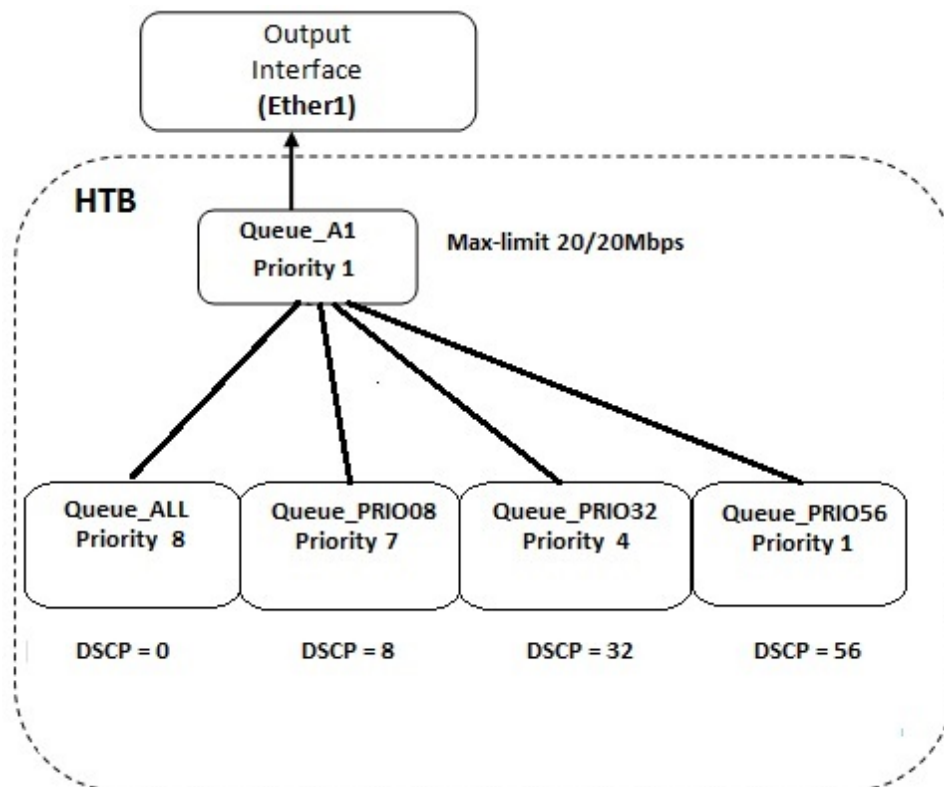 Output
Interface
(Ether1)
HTB
Queue_A1
Priority 1
Max-limit 20/20Mbps
Queue_ALL
Priority 8
Queue_PRIO08
Priority 7
Queue_PRIO32
Priority 4
Queue_PRIO56
Priority 1
DSCP = 0
DSCP = 8
DSCP = 32
DSCP = 56